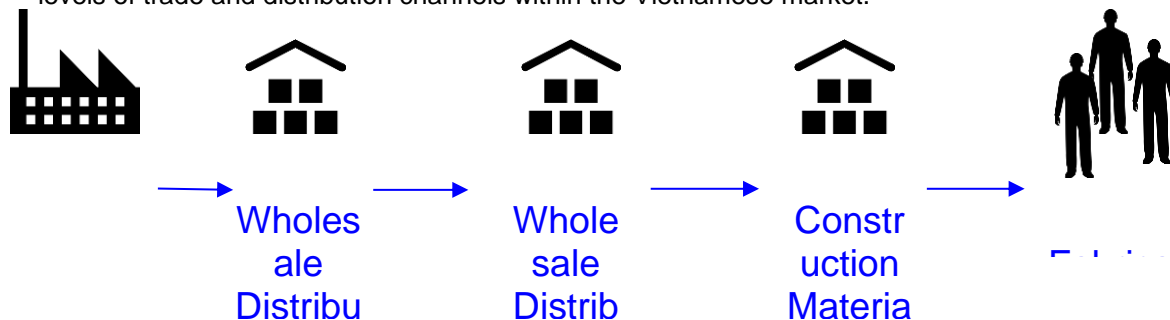 levels of trade and distribution channels within the Vietnamese market.
Wholes
ale
Distribu
Whole
sale
Distrib
Constr
uction
Materia